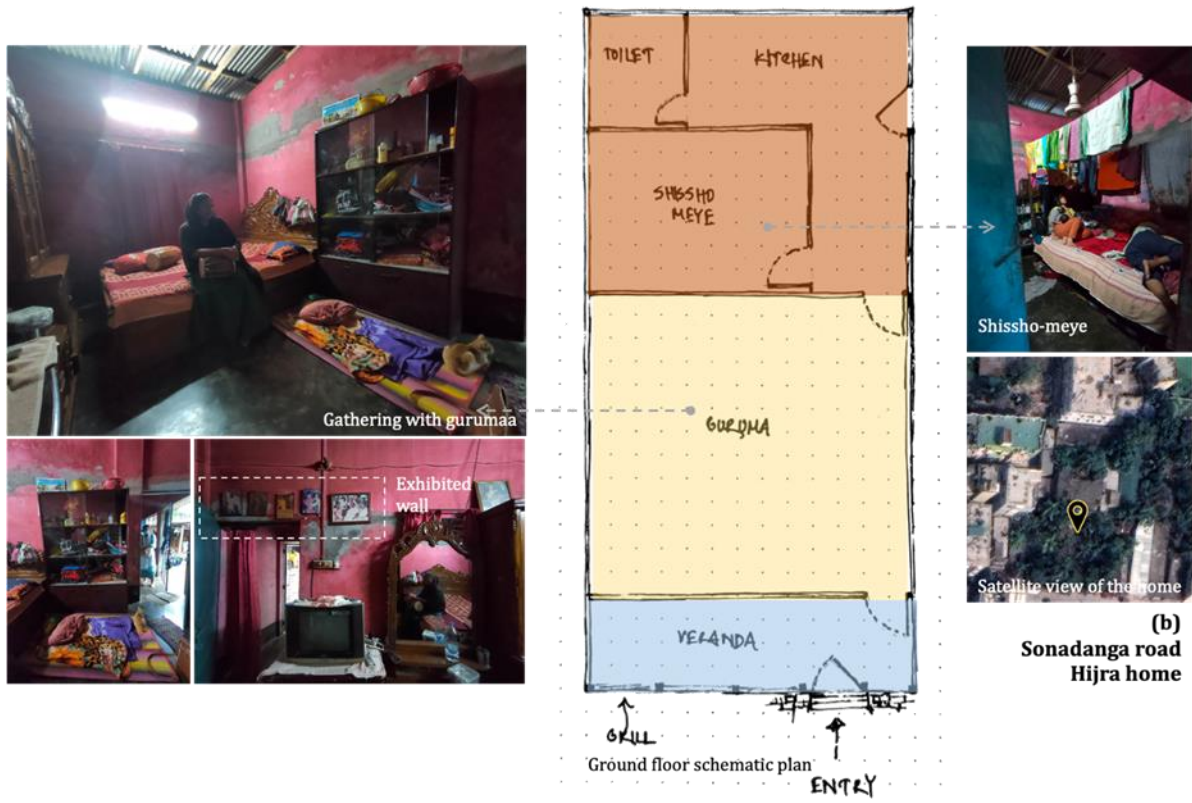 Gathering with gurumaa
Exhibited
wall
TOILET
KITCHEN
SHISSHO
MEYE
GURUMA
VERANDA
GRILL
Ground floor schematic plan
ENTRY
Shissho-meye
Satellite view of the home
(b)
Sonadanga road
Hijra home